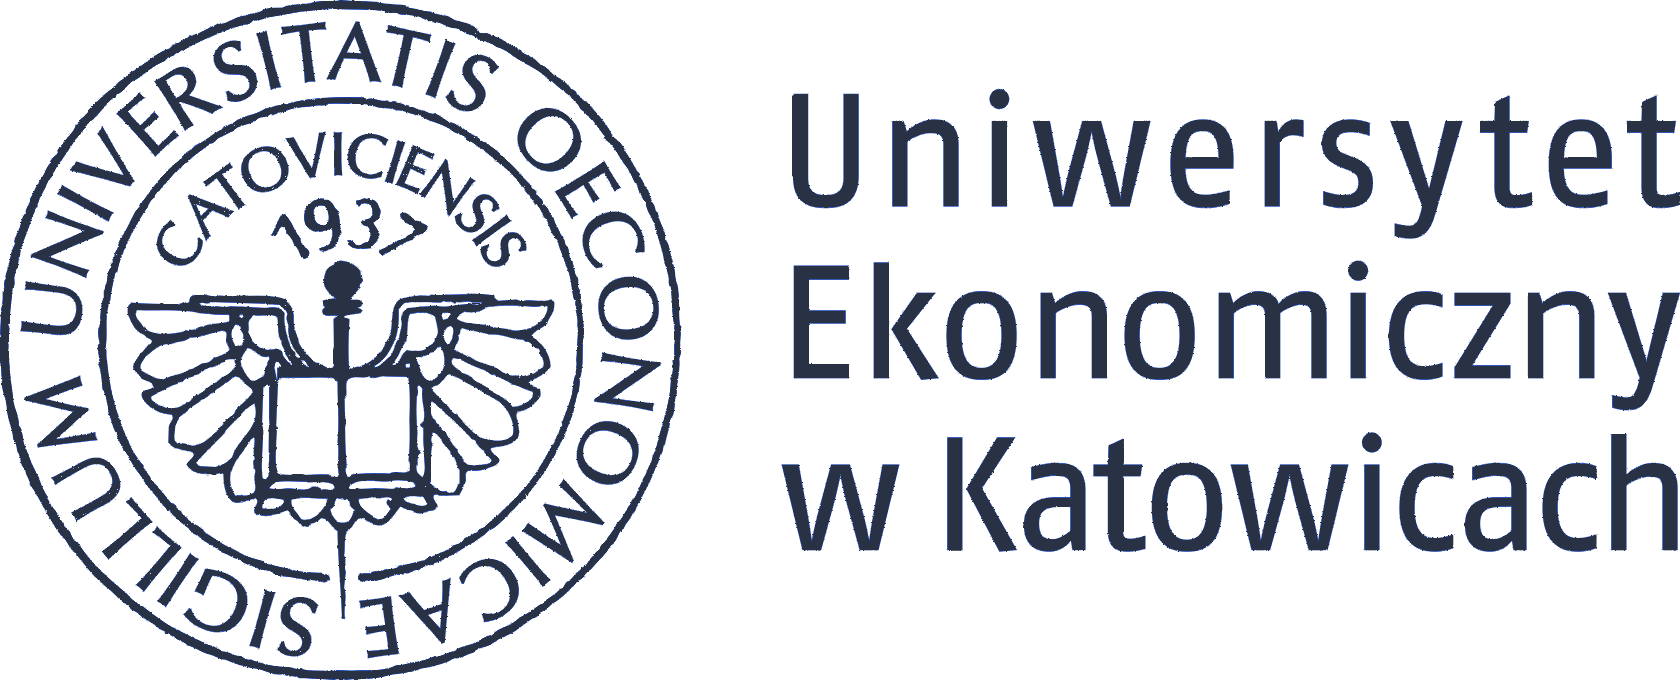 SIGILLUM UNIVERSITATIS OECONOMICAE
CATOVICIENSIS
1937
Uniwersytet
Ekonomiczny
w Katowicach